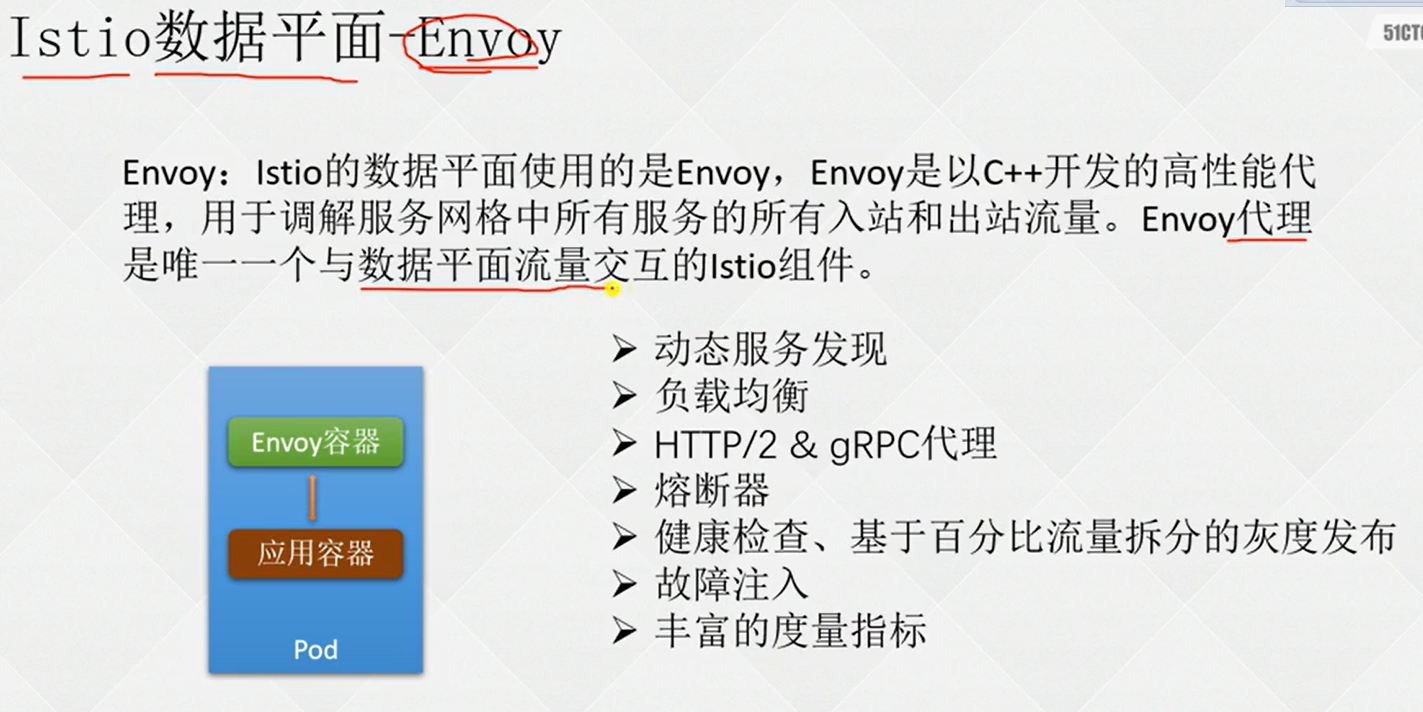 Istio数据平面-Envoy
51CTO
Envoy：Istio的数据平面使用的是Envoy，Envoy是以C++开发的高性能代
理，用于调解服务网格中所有服务的所有入站和出站流量。Envoy代理
是唯一一个与数据平面流量交互的Istio组件。
➢ 动态服务发现
➢ 负载均衡
➢ HTTP/2 & gRPC代理
➢ 熔断器
➢ 健康检查、基于百分比流量拆分的灰度发布
➢ 故障注入
➢ 丰富的度量指标
Envoy容器
应用容器
Pod